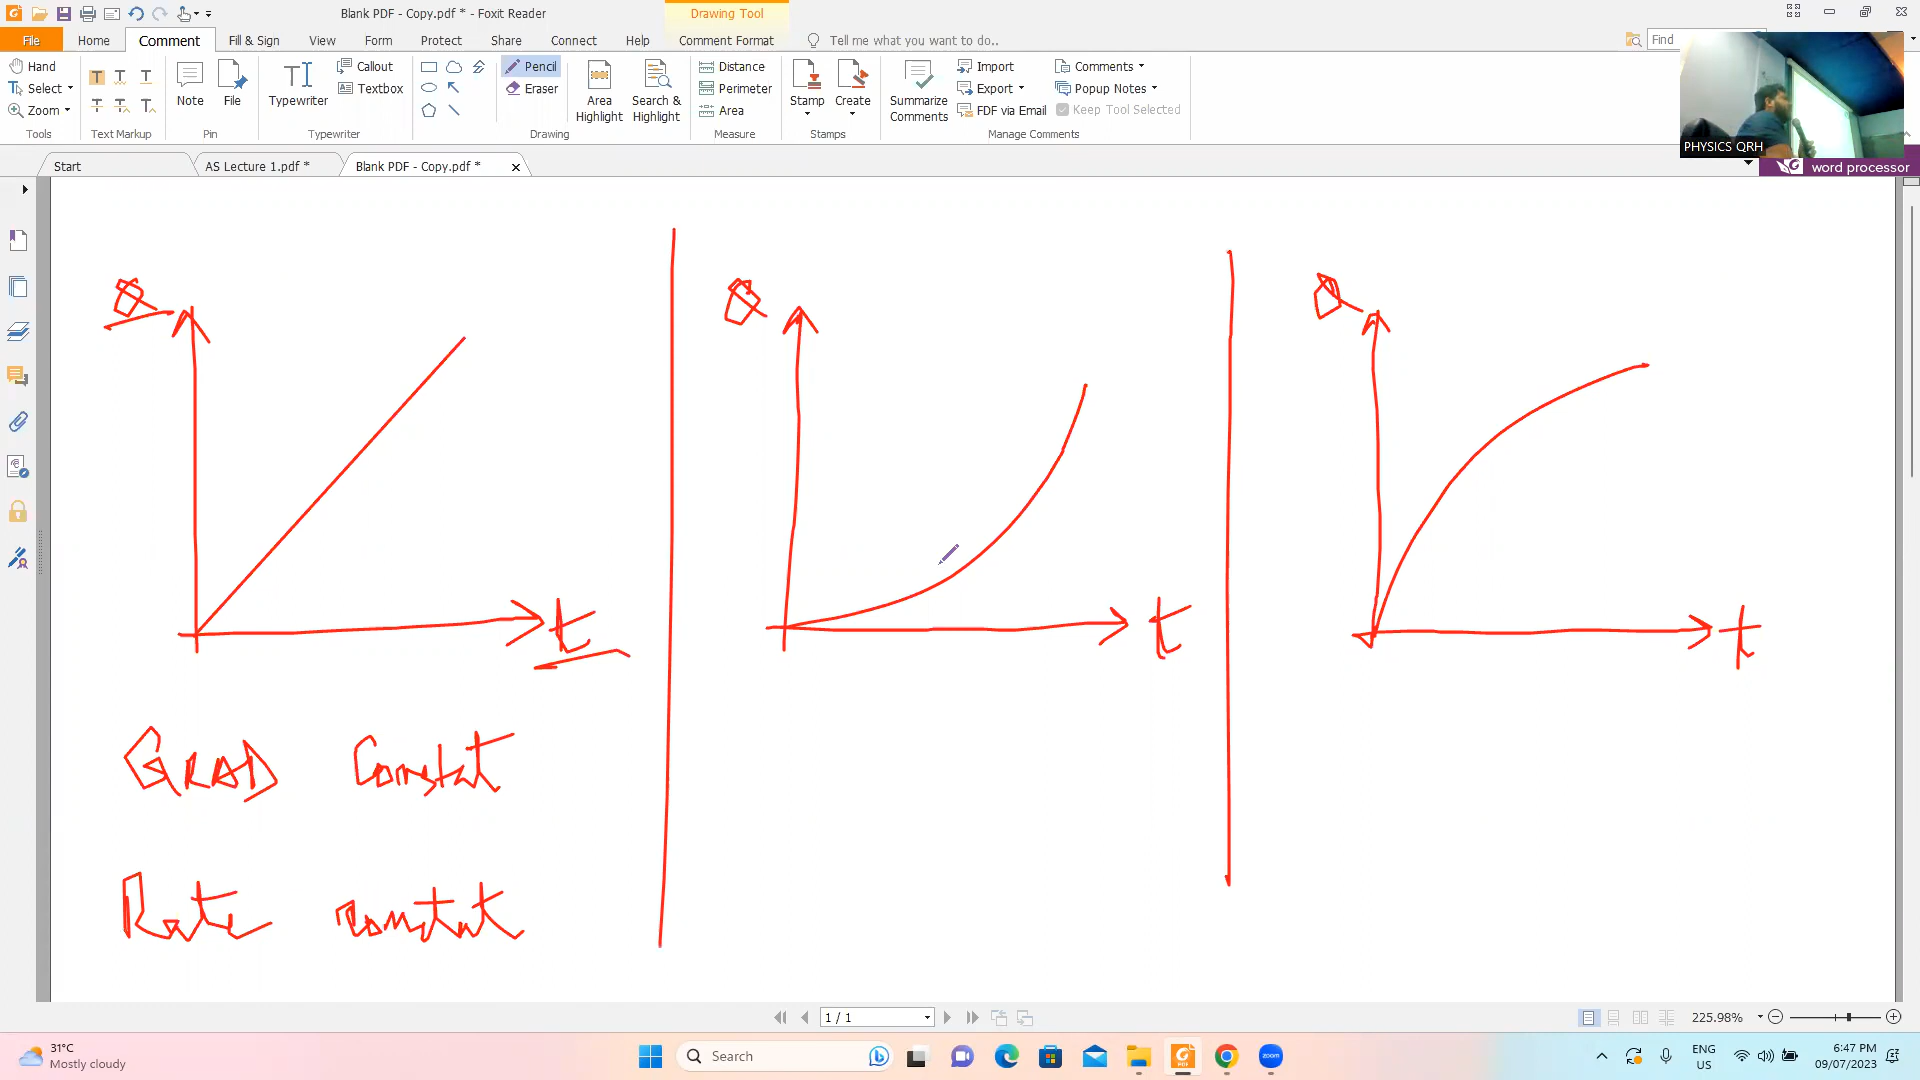 Blank PDF - Copy.pdf * - Foxit Reader
Drawing Tool
File Home Comment Fill & Sign View Form Protect Share Connect Help Comment Format Tell me what you want to do.. Find
Hand
Select
Zoom
Tools
Text Markup
Note
File
Pin
Typewriter
Callout
Textbox
Typewriter
Pencil
Eraser
Drawing
Area Highlight
Search & Highlight
Distance
Perimeter
Area
Measure
Stamp
Create
Stamps
Summarize Comments
Import
Export
FDF via Email
Comments
Popup Notes
Keep Tool Selected
Manage Comments
PHYSICS QRH
word processor
Start
AS Lecture 1.pdf *
Blank PDF - Copy.pdf *
Q Q Q
t t t
GRAD Constat
Rate constat
1 / 1
225.98%
31°C
Mostly cloudy
Search
zoom
ENG
US
6:47 PM
09/07/2023